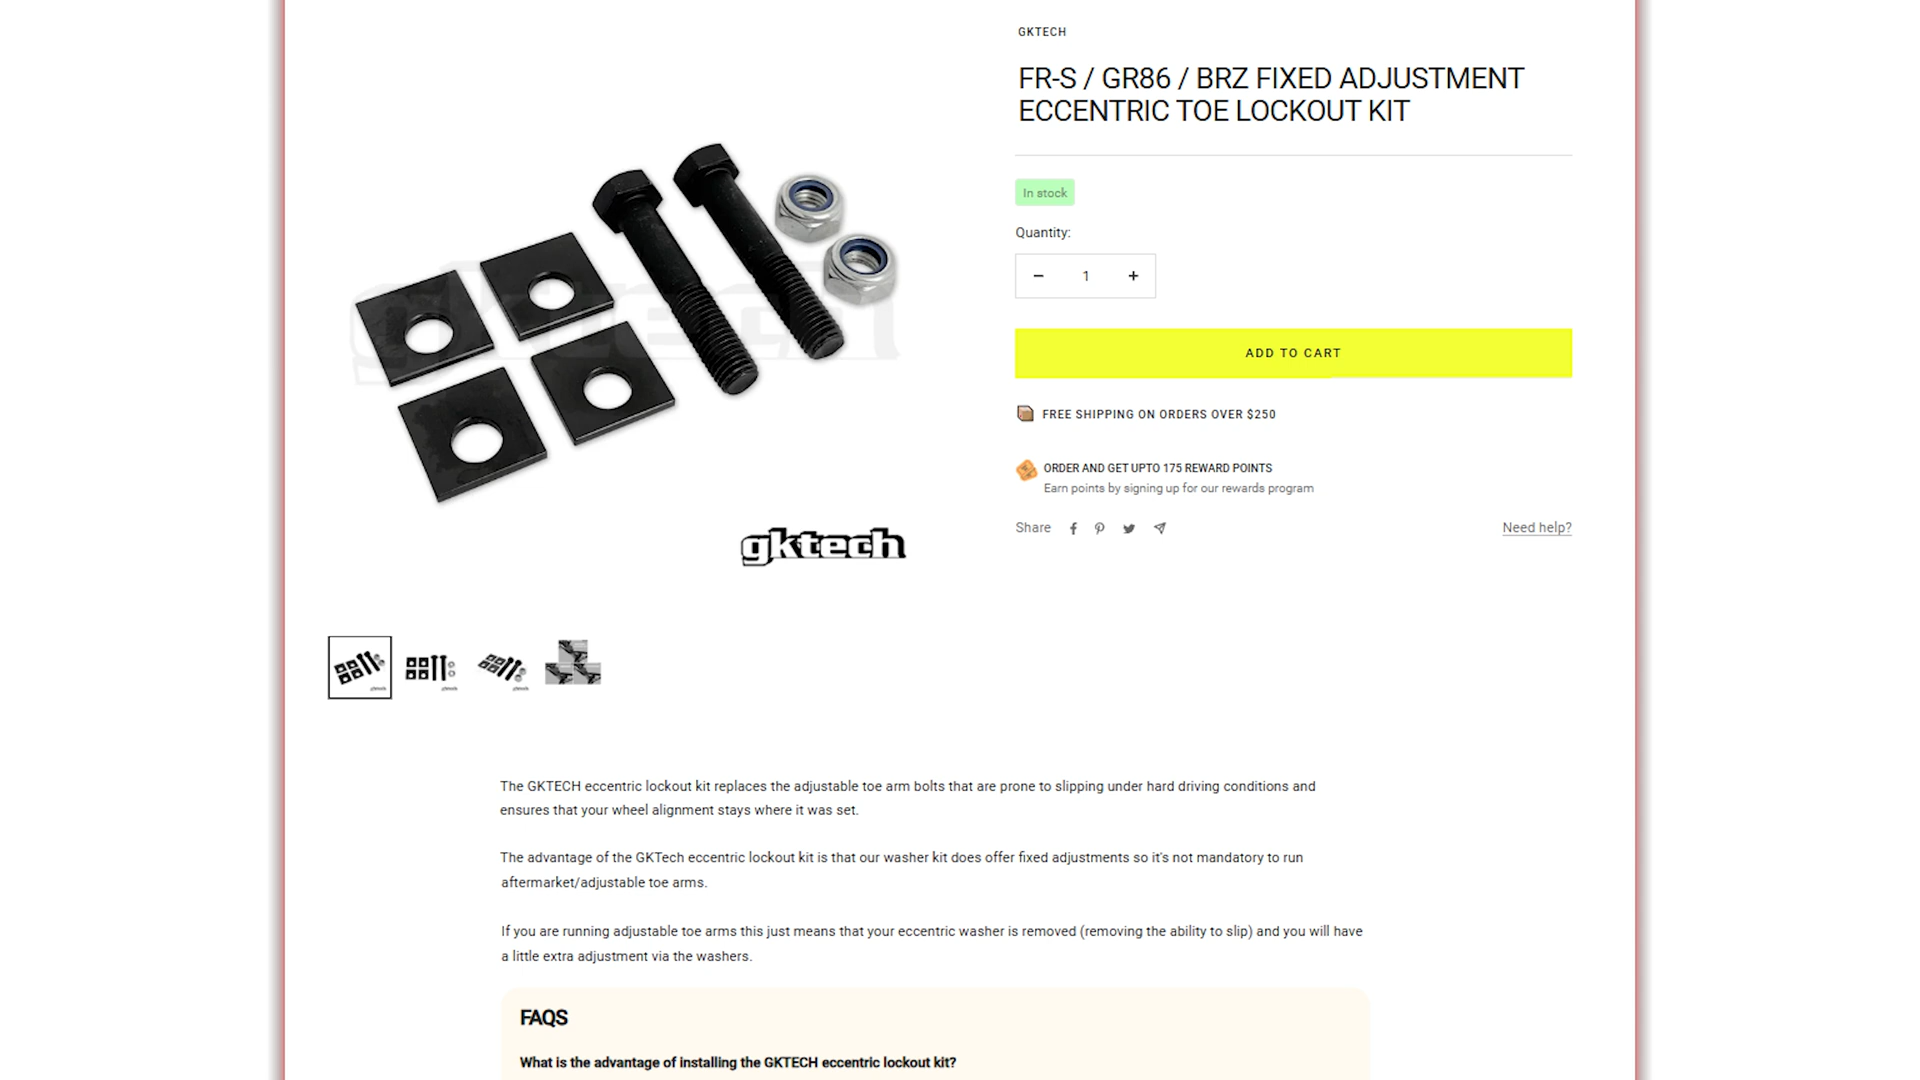 GKTECH
FR-S / GR86 / BRZ FIXED ADJUSTMENT
ECCENTRIC TOE LOCKOUT KIT
In stock
Quantity:
− 1 +
ADD TO CART
FREE SHIPPING ON ORDERS OVER $250
ORDER AND GET UPTO 175 REWARD POINTS
Earn points by signing up for our rewards program
Share
Need help?
gktech
gktech
The GKTECH eccentric lockout kit replaces the adjustable toe arm bolts that are prone to slipping under hard driving conditions and
ensures that your wheel alignment stays where it was set.
The advantage of the GKTech eccentric lockout kit is that our washer kit does offer fixed adjustments so it's not mandatory to run
aftermarket/adjustable toe arms.
If you are running adjustable toe arms this just means that your eccentric washer is removed (removing the ability to slip) and you will have
a little extra adjustment via the washers.
FAQS
What is the advantage of installing the GKTECH eccentric lockout kit?